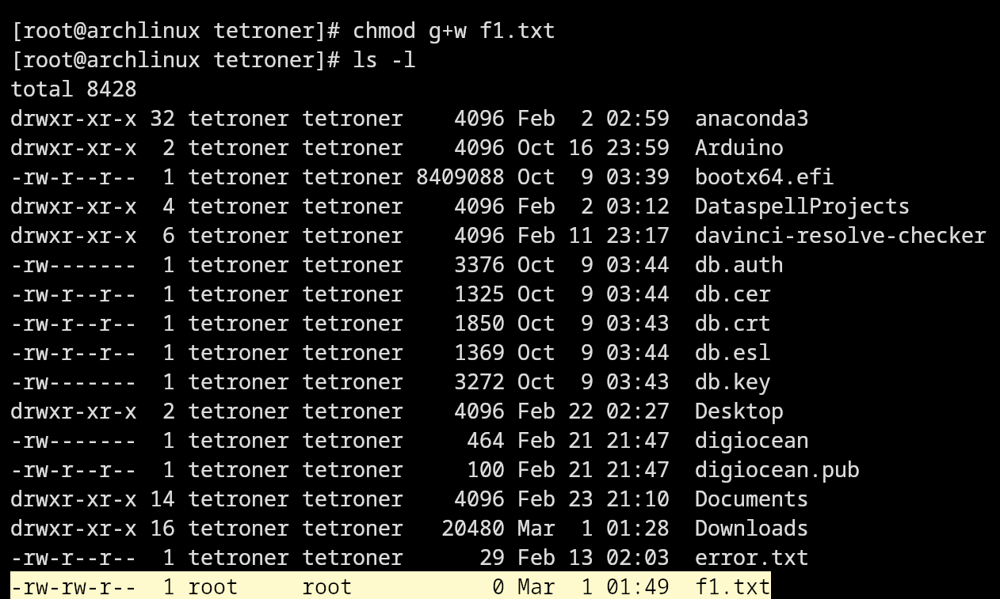 [root@archlinux tetroner]# chmod g+w f1.txt
[root@archlinux tetroner]# ls -l
total 8428
drwxr-xr-x 32 tetroner tetroner    4096 Feb  2 02:59  anaconda3
drwxr-xr-x  2 tetroner tetroner    4096 Oct 16 23:59  Arduino
-rw-r--r--  1 tetroner tetroner 8409088 Oct  9 03:39  bootx64.efi
drwxr-xr-x  4 tetroner tetroner    4096 Feb  2 03:12  DataspellProjects
drwxr-xr-x  6 tetroner tetroner    4096 Feb 11 23:17  davinci-resolve-checker
-rw-------  1 tetroner tetroner    3376 Oct  9 03:44  db.auth
-rw-r--r--  1 tetroner tetroner    1325 Oct  9 03:44  db.cer
-rw-r--r--  1 tetroner tetroner    1850 Oct  9 03:43  db.crt
-rw-r--r--  1 tetroner tetroner    1369 Oct  9 03:44  db.esl
-rw-------  1 tetroner tetroner    3272 Oct  9 03:43  db.key
drwxr-xr-x  2 tetroner tetroner    4096 Feb 22 02:27  Desktop
-rw-------  1 tetroner tetroner     464 Feb 21 21:47  digiocean
-rw-r--r--  1 tetroner tetroner     100 Feb 21 21:47  digiocean.pub
drwxr-xr-x 14 tetroner tetroner    4096 Feb 23 21:10  Documents
drwxr-xr-x 16 tetroner tetroner   20480 Mar  1 01:28  Downloads
-rw-r--r--  1 tetroner tetroner      29 Feb 13 02:03  error.txt
-rw-rw-r--  1 root     root           0 Mar  1 01:49  f1.txt